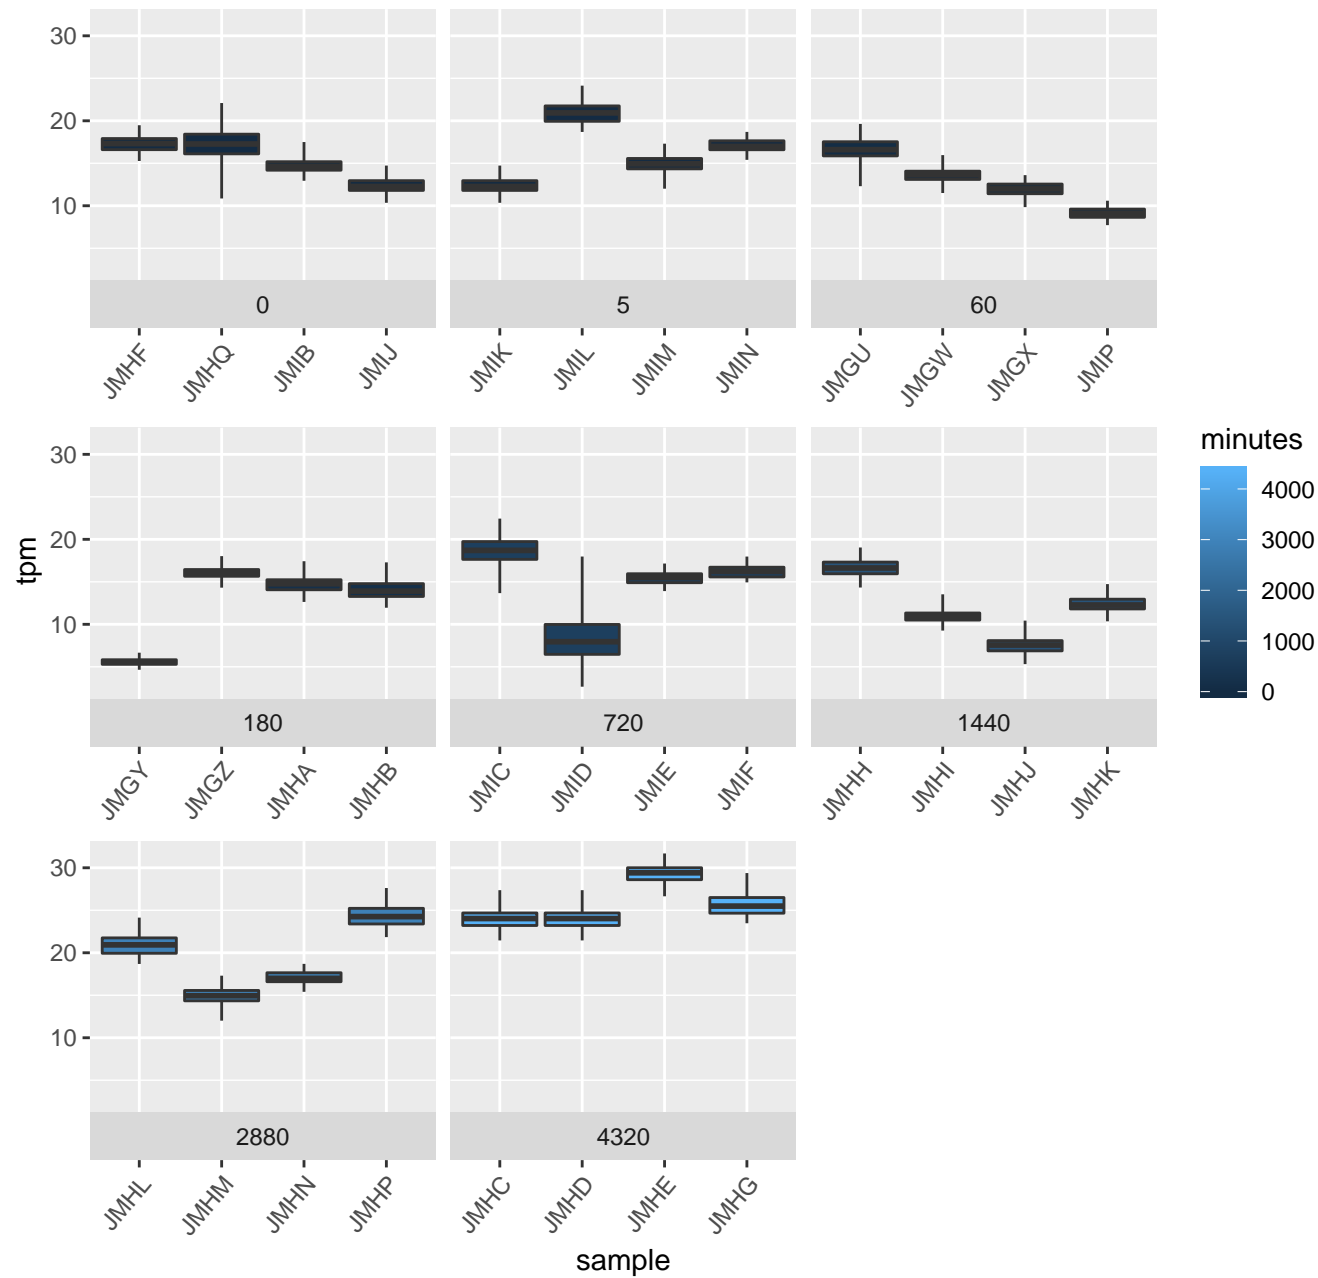 30
20
10
0
5
60
JMHF
JMHQ
JMIB
JMIJ
JMIK
JMIL
JMIM
JMIN
JMGU
JMGW
JMGX
JMIP
tpm
30
20
10
180
720
1440
JMGY
JMGZ
JMHA
JMHB
JMIC
JMID
JMIE
JMIF
JMHH
JMHI
JMHJ
JMHK
minutes
4000
3000
2000
1000
0
30
20
10
2880
4320
JMHL
JMHM
JMHN
JMHP
JMHC
JMHD
JMHE
JMHG
sample